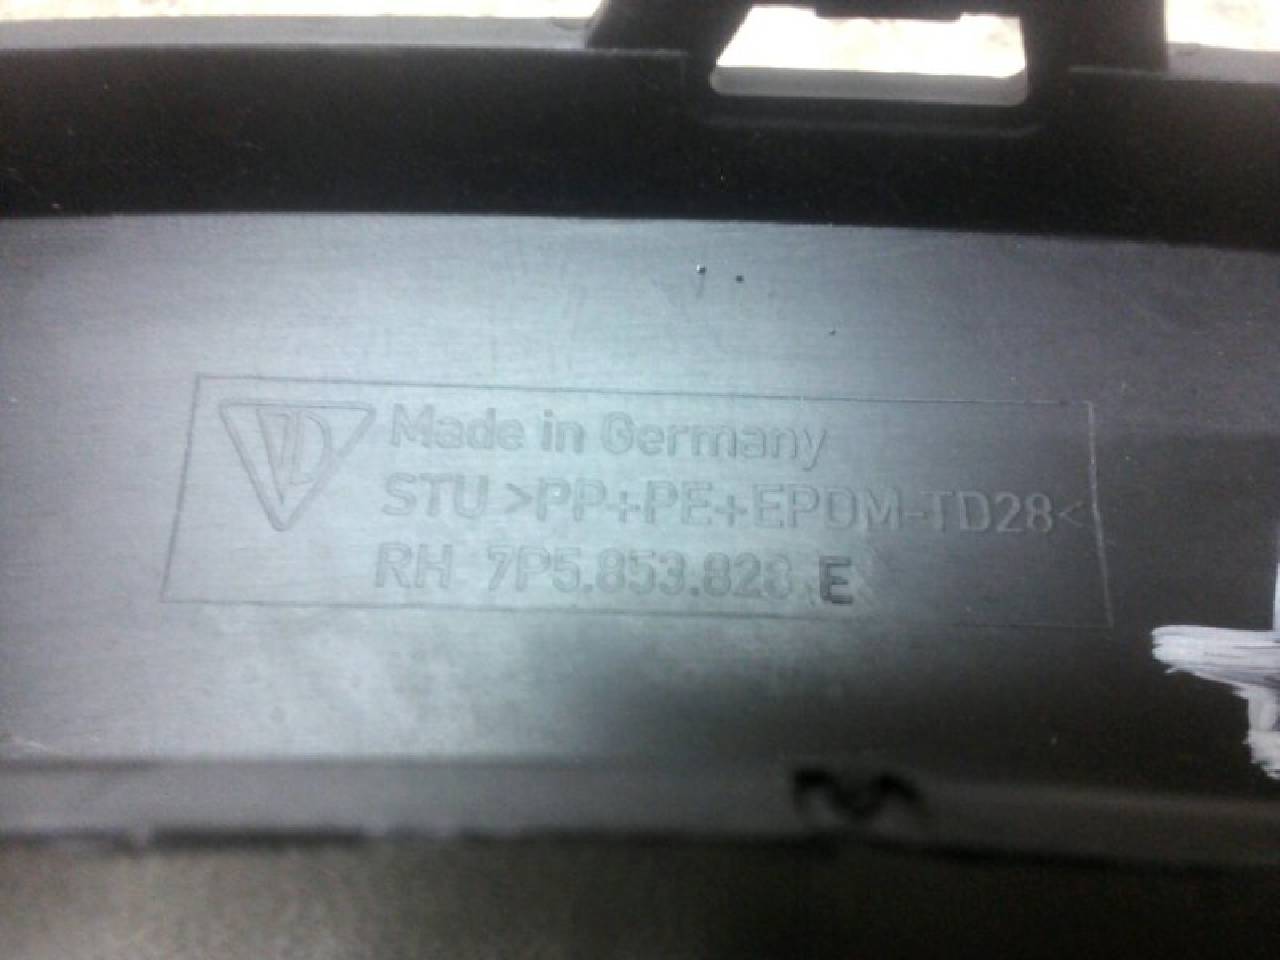 Made in Germany
STU >PP+PE+EPDM-TD28<
RH 7P5.853.828 E